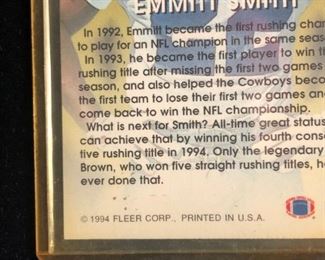 EMMITT SMITH
In 1992, Emmitt became the first rushing cham
to play for an NFL champion in the same seaso
In 1993, he became the first player to win th
rushing title after missing the first two games
season, and also helped the Cowboys beco
the first team to lose their first two games an
come back to win the NFL championship.
What is next for Smith? All-time great status
can achieve that by winning his fourth conse
tive rushing title in 1994. Only the legendary
Brown, who won five straight rushing titles, h
ever done that.
© 1994 FLEER CORP., PRINTED IN U.S.A.